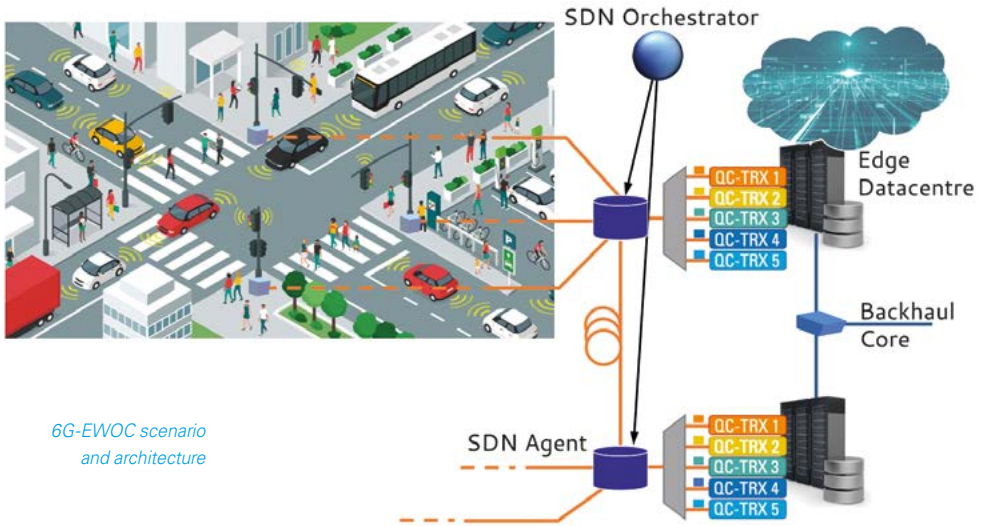 SDN Orchestrator
QC-TRX 1
QC-TRX 2
QC-TRX 3
QC-TRX 4
QC-TRX 5
Edge
Datacentre
P
Backhaul
Core
6G-EWOC scenario
and architecture
SDN Agent
QC-TRX 1
QC-TRX 2
QC-TRX 3
QC-TRX 4
QC-TRX 5